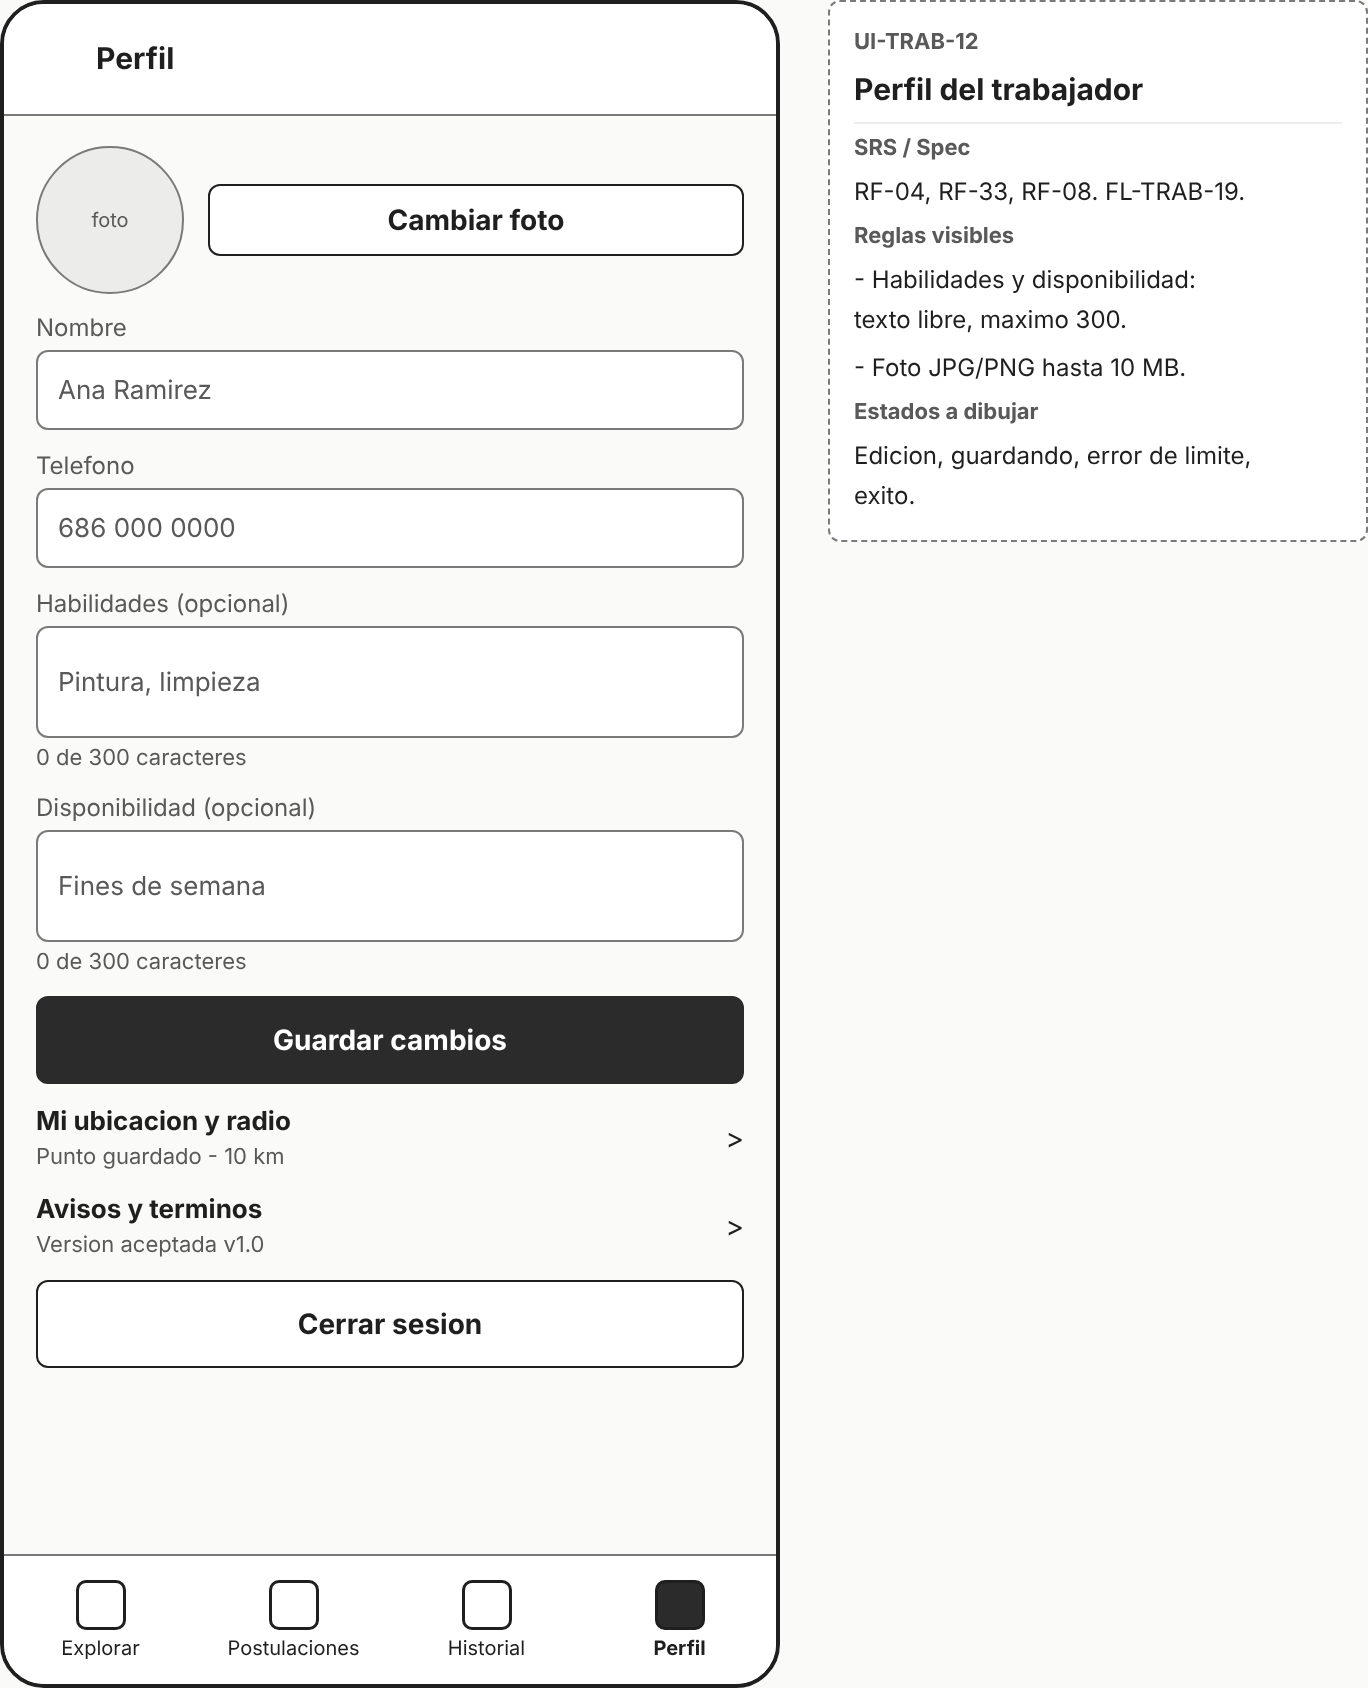 Perfil
foto
Cambiar foto
Nombre
Ana Ramirez
Telefono
686 000 0000
Habilidades (opcional)
Pintura, limpieza
0 de 300 caracteres
Disponibilidad (opcional)
Fines de semana
0 de 300 caracteres
Guardar cambios
Mi ubicacion y radio
Punto guardado - 10 km
>
Avisos y terminos
Version aceptada v1.0
>
Cerrar sesion
Explorar
Postulaciones
Historial
Perfil
UI-TRAB-12
Perfil del trabajador
SRS / Spec
RF-04, RF-33, RF-08. FL-TRAB-19.
Reglas visibles
- Habilidades y disponibilidad:
texto libre, maximo 300.
- Foto JPG/PNG hasta 10 MB.
Estados a dibujar
Edicion, guardando, error de limite,
exito.